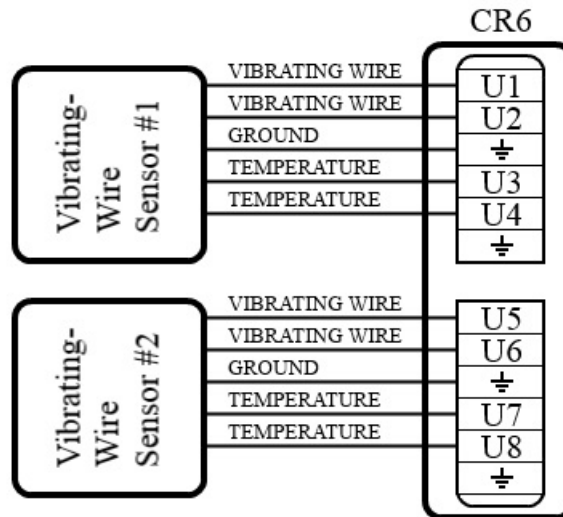 CR6
Vibrating-
Wire
Sensor #1
VIBRATING WIRE
U1
VIBRATING WIRE
U2
GROUND
TEMPERATURE
U3
TEMPERATURE
U4
Vibrating-
Wire
Sensor #2
VIBRATING WIRE
U5
VIBRATING WIRE
U6
GROUND
TEMPERATURE
U7
TEMPERATURE
U8